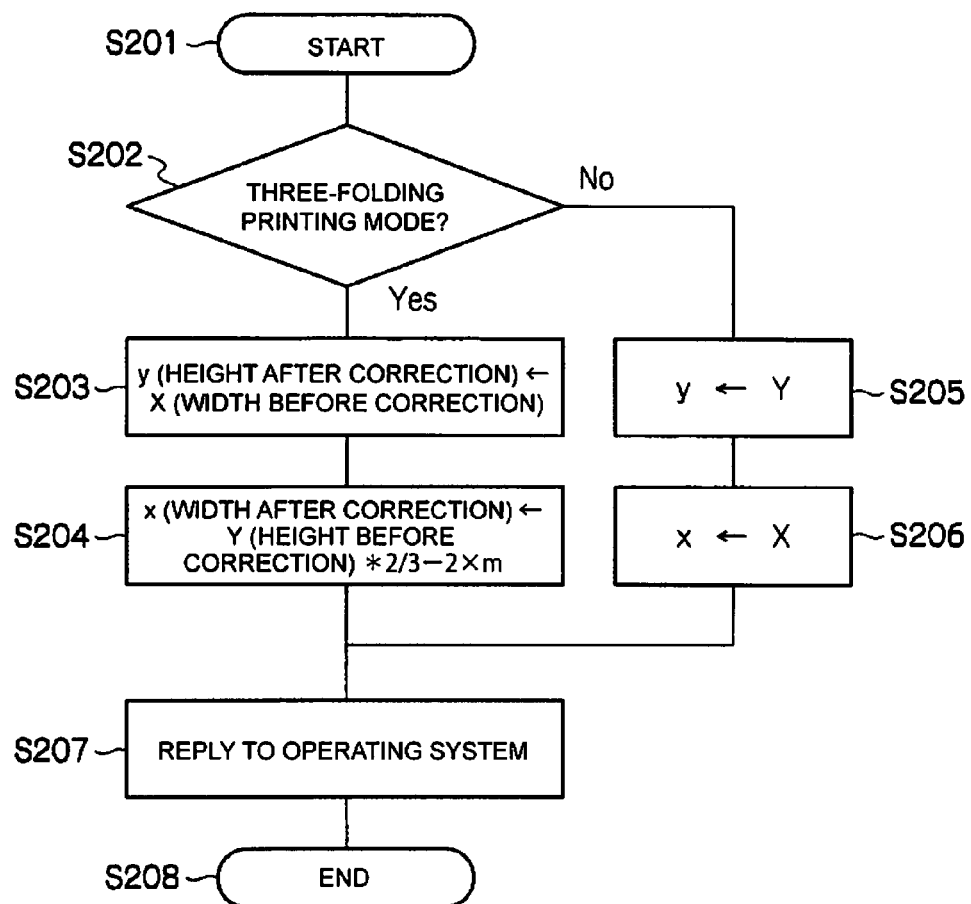 S201
START
S202
THREE-FOLDING
PRINTING MODE?
No
Yes
S203
y (HEIGHT AFTER CORRECTION) ←
X (WIDTH BEFORE CORRECTION)
y ← Y
S205
S204
x (WIDTH AFTER CORRECTION) ←
Y (HEIGHT BEFORE
CORRECTION) *2/3−2×m
x ← X
S206
S207
REPLY TO OPERATING SYSTEM
S208
END